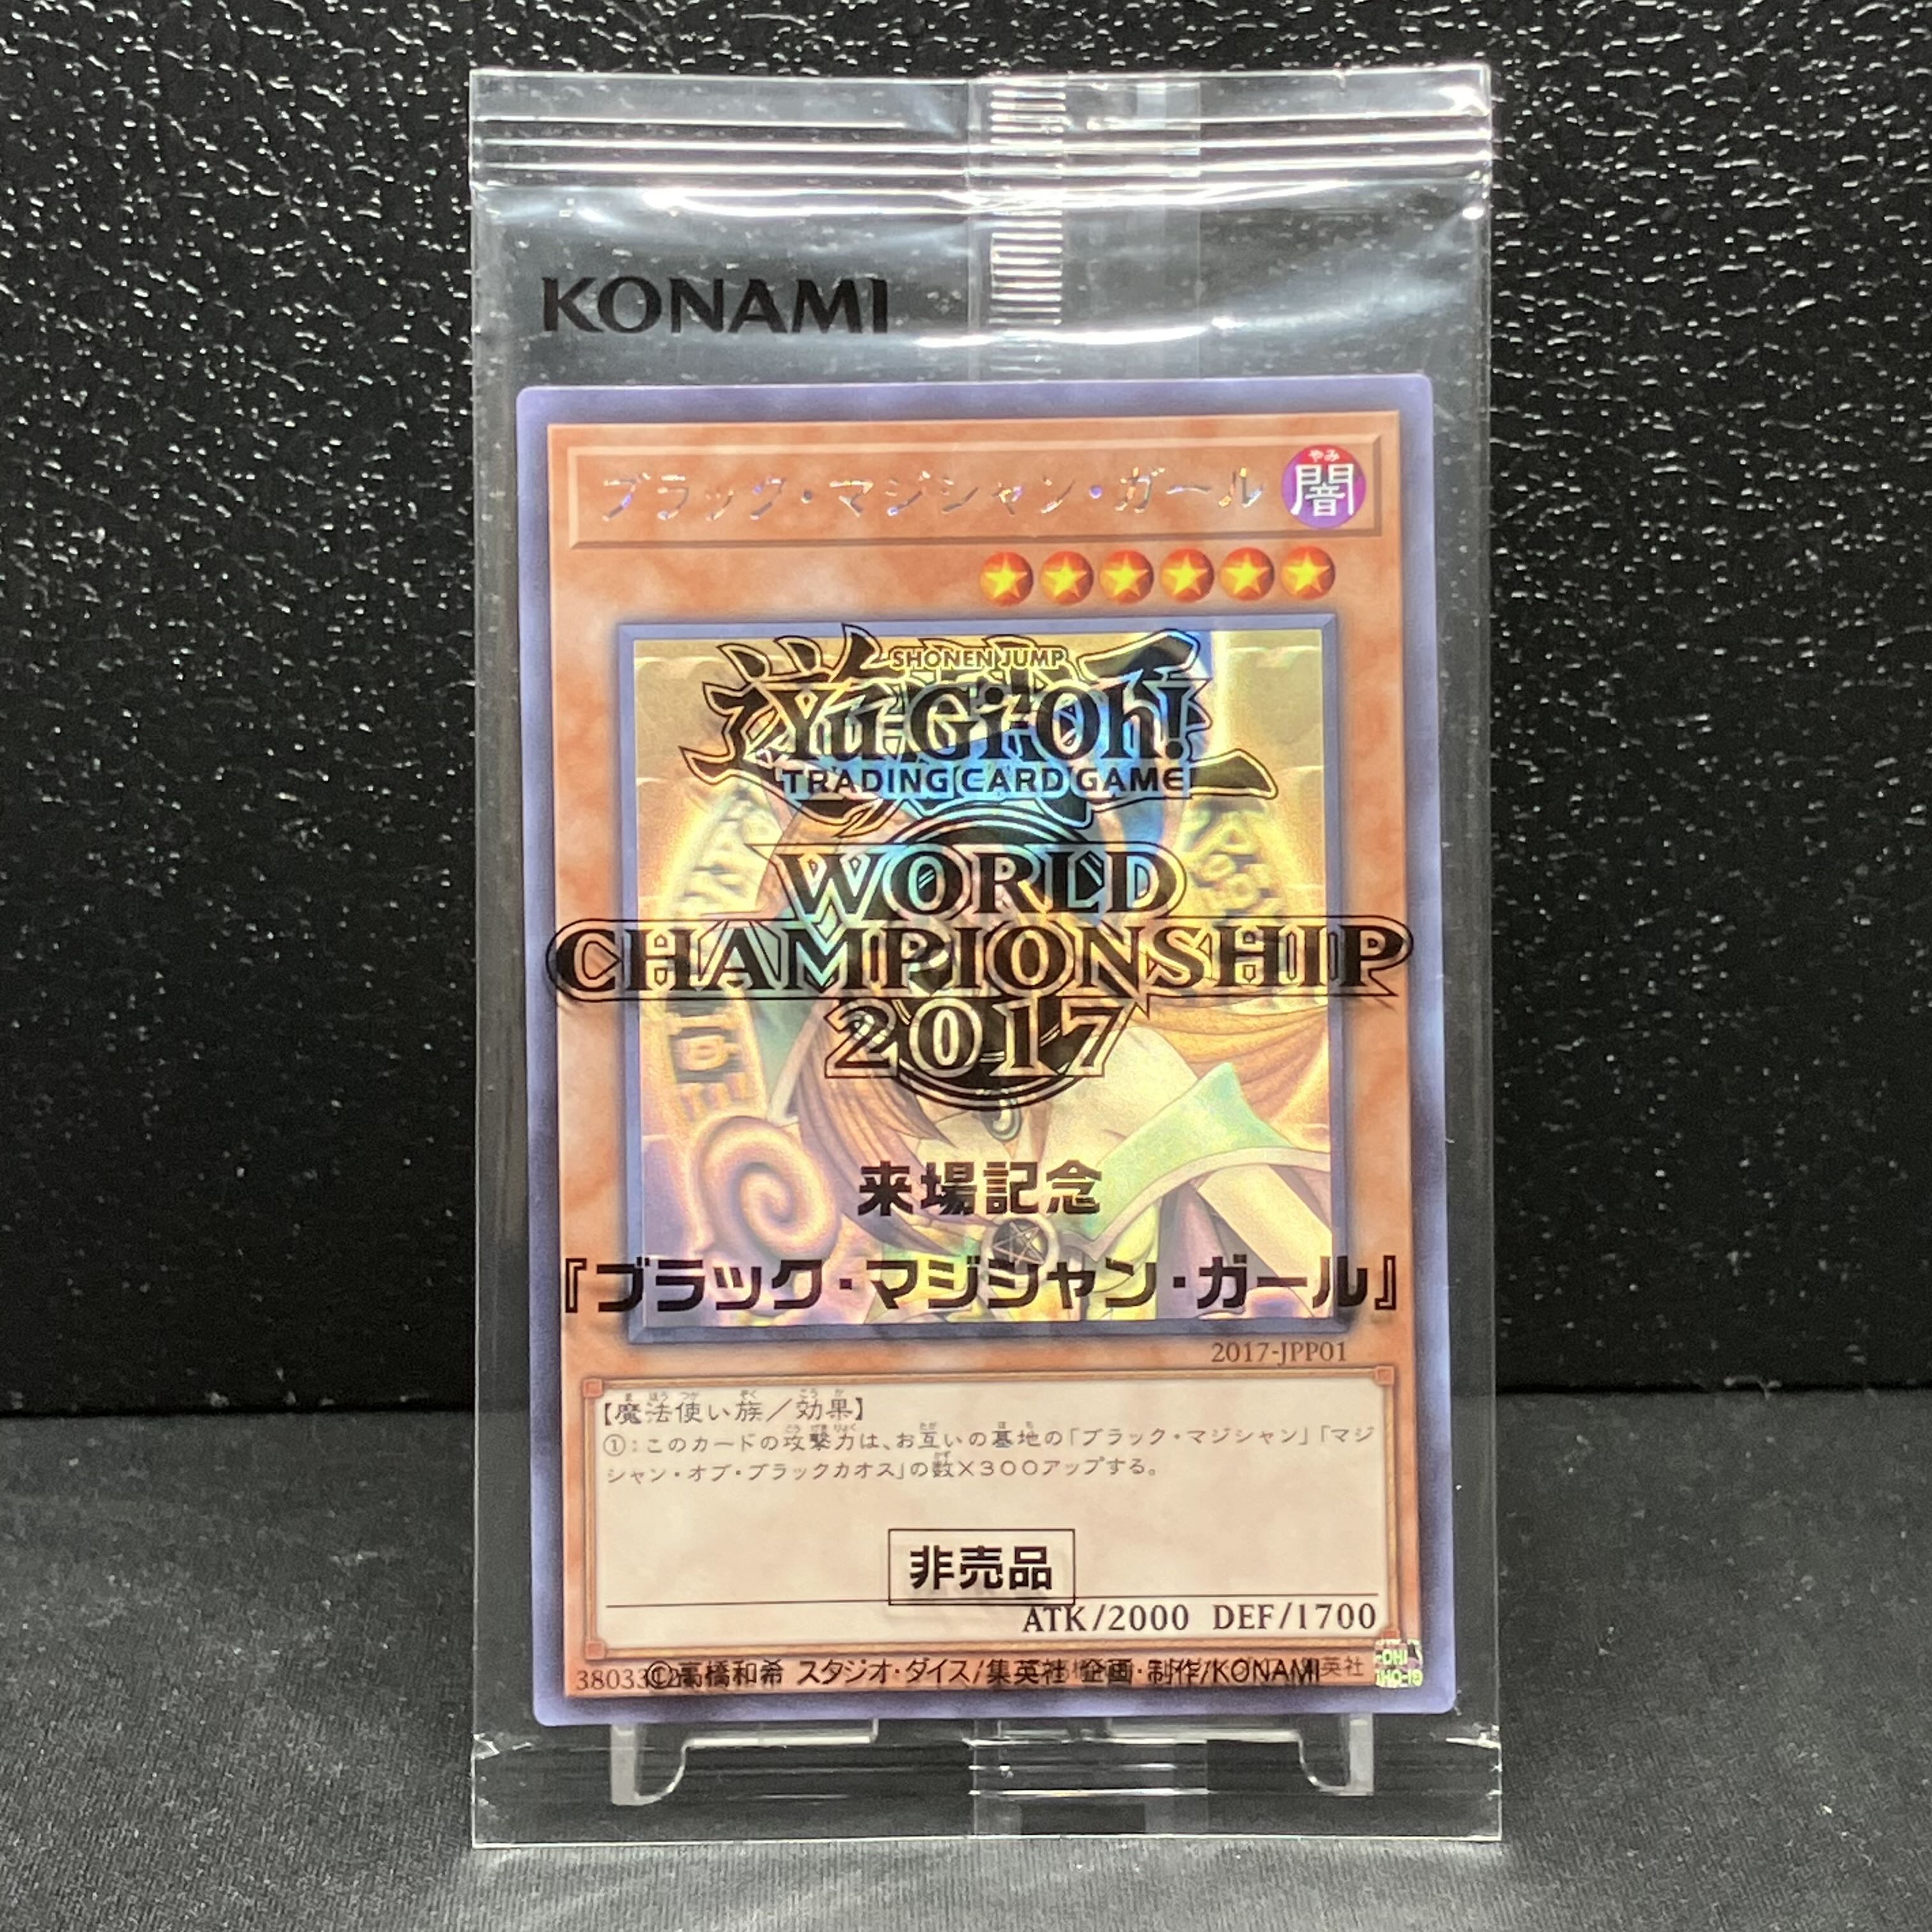 KONAMI
ブラック・マジシャン・ガール
やみ
闇
SHONEN JUMP
Yu-Gi-Oh!
TRADING CARD GAME
WORLD
CHAMPIONSHIP
2017
来場記念
『ブラック・マジシャン・ガール』
2017-JPP01
【魔法使い族／効果】
①：このカードの攻撃力は、お互いの墓地の「ブラック・マジシャン」「マジ
シャン・オブ・ブラックカオス」の数×300アップする。
非売品
ATK/2000 DEF/1700
©高橋和希 スタジオ・ダイス/集英社 企画・制作/KONAMI